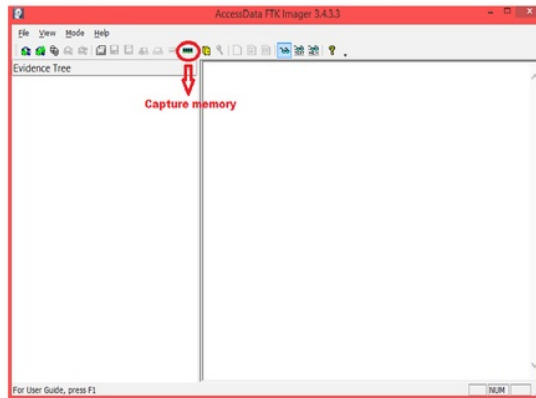 AccessData FTK Imager 3.4.3.3
File View Mode Help
Evidence Tree
Capture memory
For User Guide, press F1
NUM